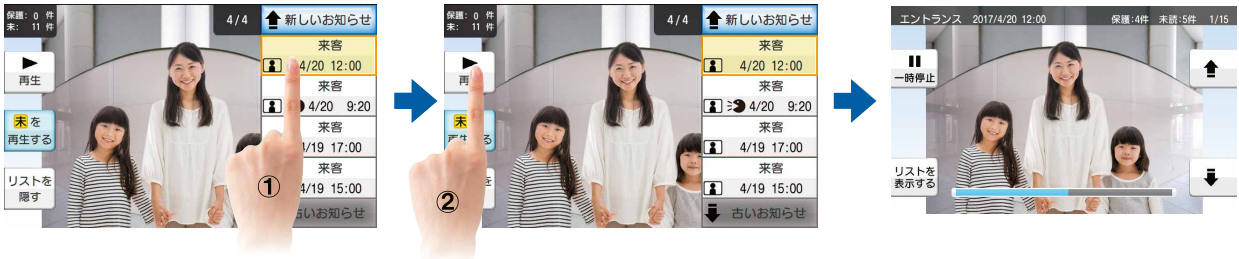 保護: 0 件
未: 11 件
4/4
新しいお知らせ
再生
未を
再生する
リストを
隠す
来客
4/20 12:00
来客
4/20 9:20
来客
4/19 17:00
来客
4/19 15:00
古いお知らせ
①
保護: 0 件
未: 11 件
4/4
新しいお知らせ
来客
4/20 12:00
来客
4/20 9:20
来客
4/19 17:00
来客
4/19 15:00
古いお知らせ
②
エントランス 2017/4/20 12:00 保護:4件 未読:5件 1/15
一時停止
リストを
表示する